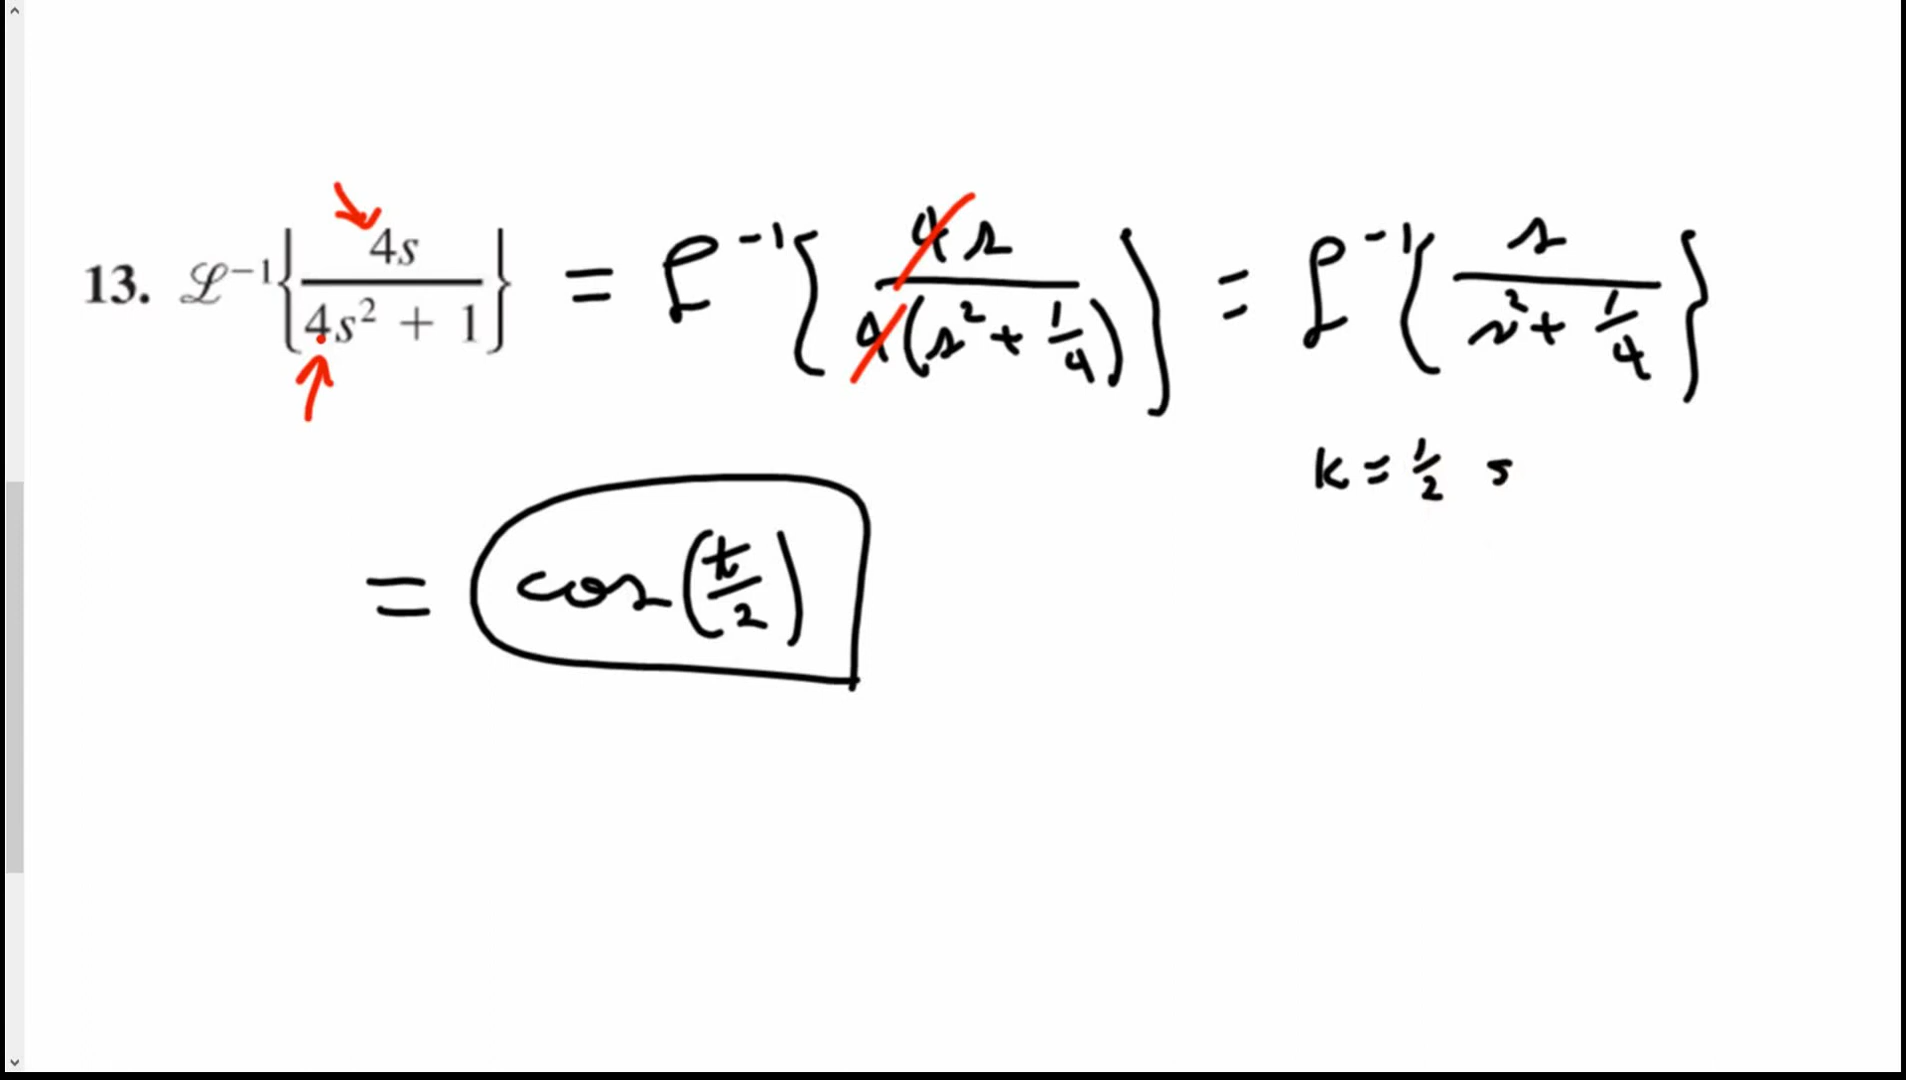 13. ℒ⁻¹{4s / (4s² + 1)} = ℒ⁻¹{4s / 4(s² + 1/4)} = ℒ⁻¹{s / (s² + 1/4)}
k = 1/2 s
= cos(t/2)